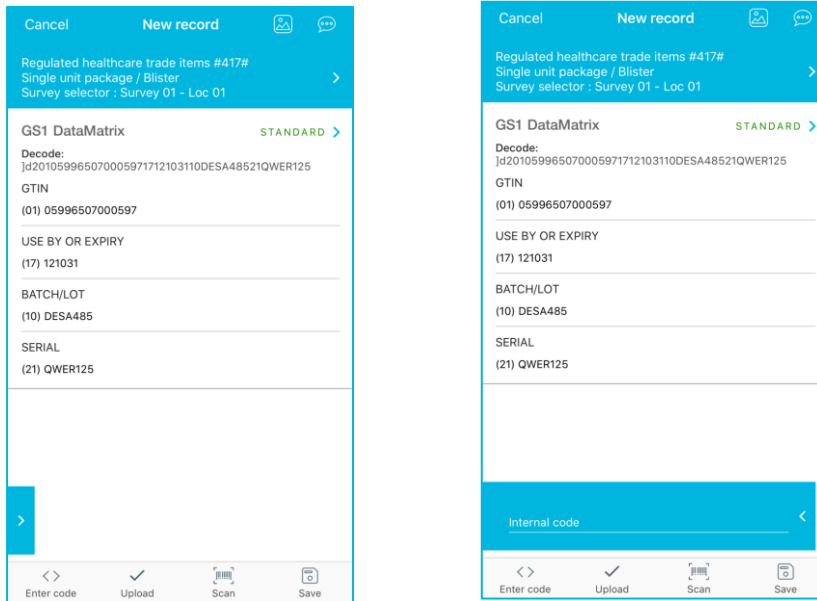 Cancel New record
Regulated healthcare trade items #417#
Single unit package / Blister
Survey selector : Survey 01 - Loc 01
GS1 DataMatrix STANDARD
Decode:
]d201059965070005971712103110DESA48521QWER125
GTIN
(01) 05996507000597
USE BY OR EXPIRY
(17) 121031
BATCH/LOT
(10) DESA485
SERIAL
(21) QWER125
Enter code Upload Scan Save
Cancel New record
Regulated healthcare trade items #417#
Single unit package / Blister
Survey selector : Survey 01 - Loc 01
GS1 DataMatrix STANDARD
Decode:
]d201059965070005971712103110DESA48521QWER125
GTIN
(01) 05996507000597
USE BY OR EXPIRY
(17) 121031
BATCH/LOT
(10) DESA485
SERIAL
(21) QWER125
Internal code
Enter code Upload Scan Save